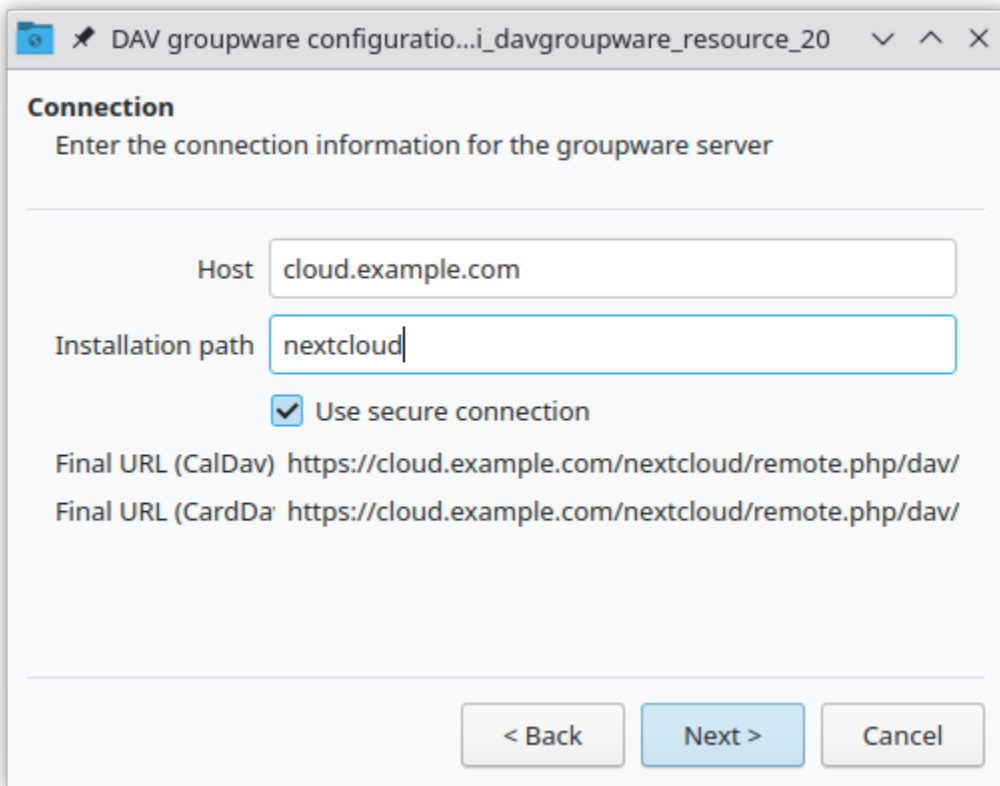 DAV groupware configuratio...i_davgroupware_resource_20
Connection
Enter the connection information for the groupware server
Host cloud.example.com
Installation path nextcloud
Use secure connection
Final URL (CalDav) https://cloud.example.com/nextcloud/remote.php/dav/
Final URL (CardDa https://cloud.example.com/nextcloud/remote.php/dav/
< Back Next > Cancel